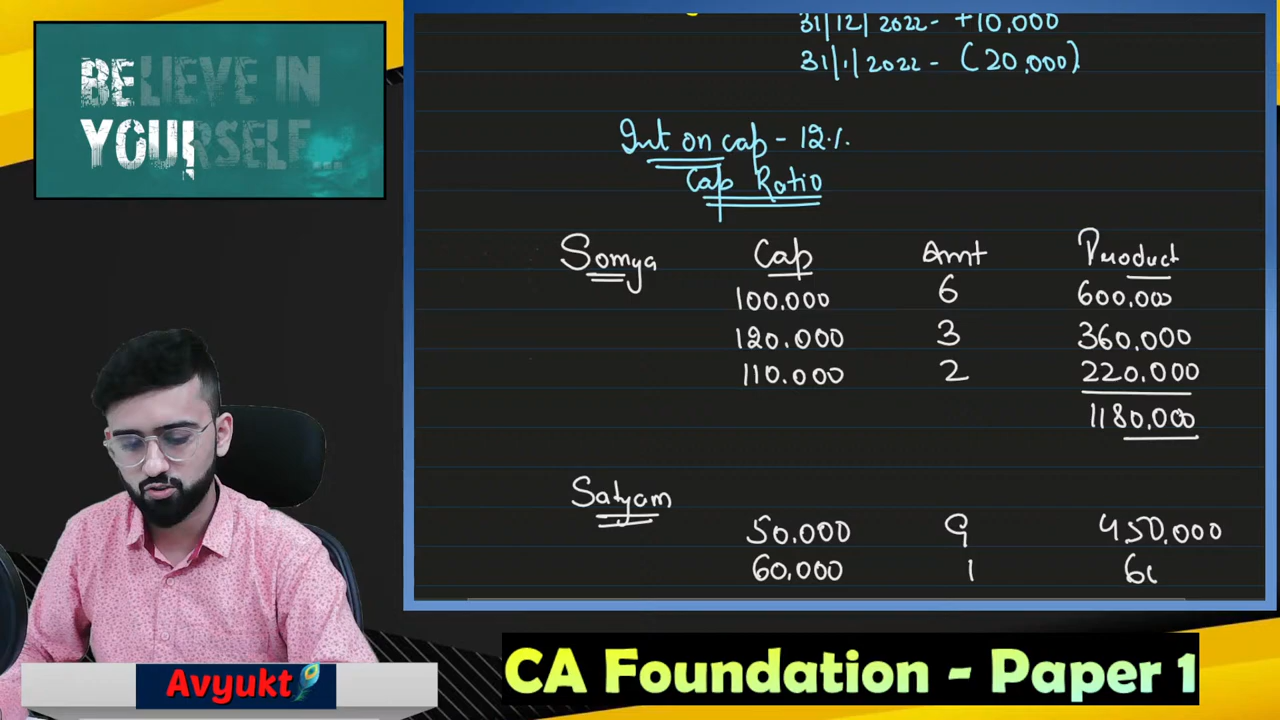 BELIEVE IN
YOURSELF...
31/12/2022 - +10,000
31/1/2022 - (20,000)
Int on cap - 12%
Cap Ratio
Somya Cap Amt Product
100.000 6 600,000
120.000 3 360,000
110.000 2 220,000
1180,000
Satyam
50.000 9 450,000
60.000 1 60
Avyukt
CA Foundation - Paper 1